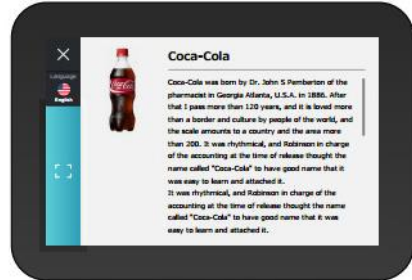 Coca-Cola
Language
English
Coca-Cola was born by Dr. John S Pemberton of the
pharmacist in Georgia Atlanta, U.S.A. in 1886. After
that I pass more than 120 years, and it is loved more
than a border and culture by people of the world, and
the scale amounts to a country and the area more
than 200. It was rhythmical, and Robinson in charge
of the accounting at the time of release thought the
name called "Coca-Cola" to have good name that it
was easy to learn and attached it.
It was rhythmical, and Robinson in charge of the
accounting at the time of release thought the name
called "Coca-Cola" to have good name that it was
easy to learn and attached it.
Coca-Cola